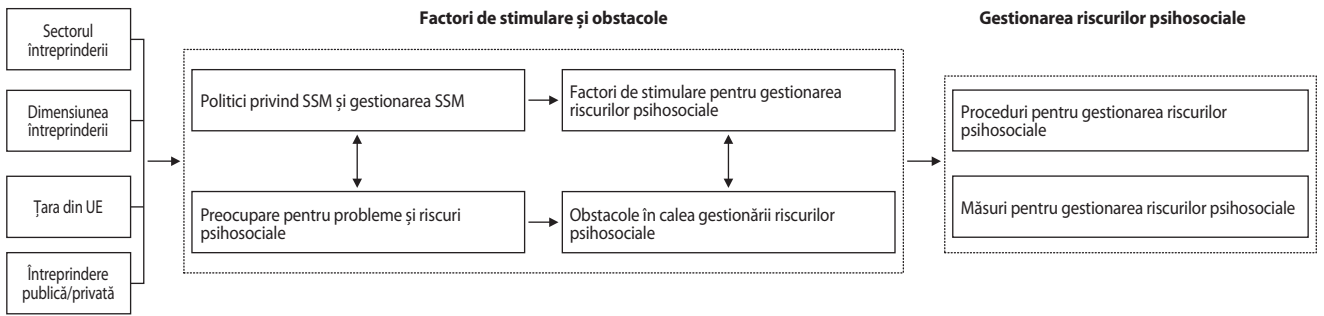 Factori de stimulare și obstacole
Gestionarea riscurilor psihosociale
Sectorul
întreprinderii
Dimensiunea
întreprinderii
Țara din UE
Întreprindere
publică/privată
Politici privind SSM și gestionarea SSM
Factori de stimulare pentru gestionarea
riscurilor psihosociale
Preocupare pentru probleme și riscuri
psihosociale
Obstacole în calea gestionării riscurilor
psihosociale
Proceduri pentru gestionarea riscurilor
psihosociale
Măsuri pentru gestionarea riscurilor psihosociale